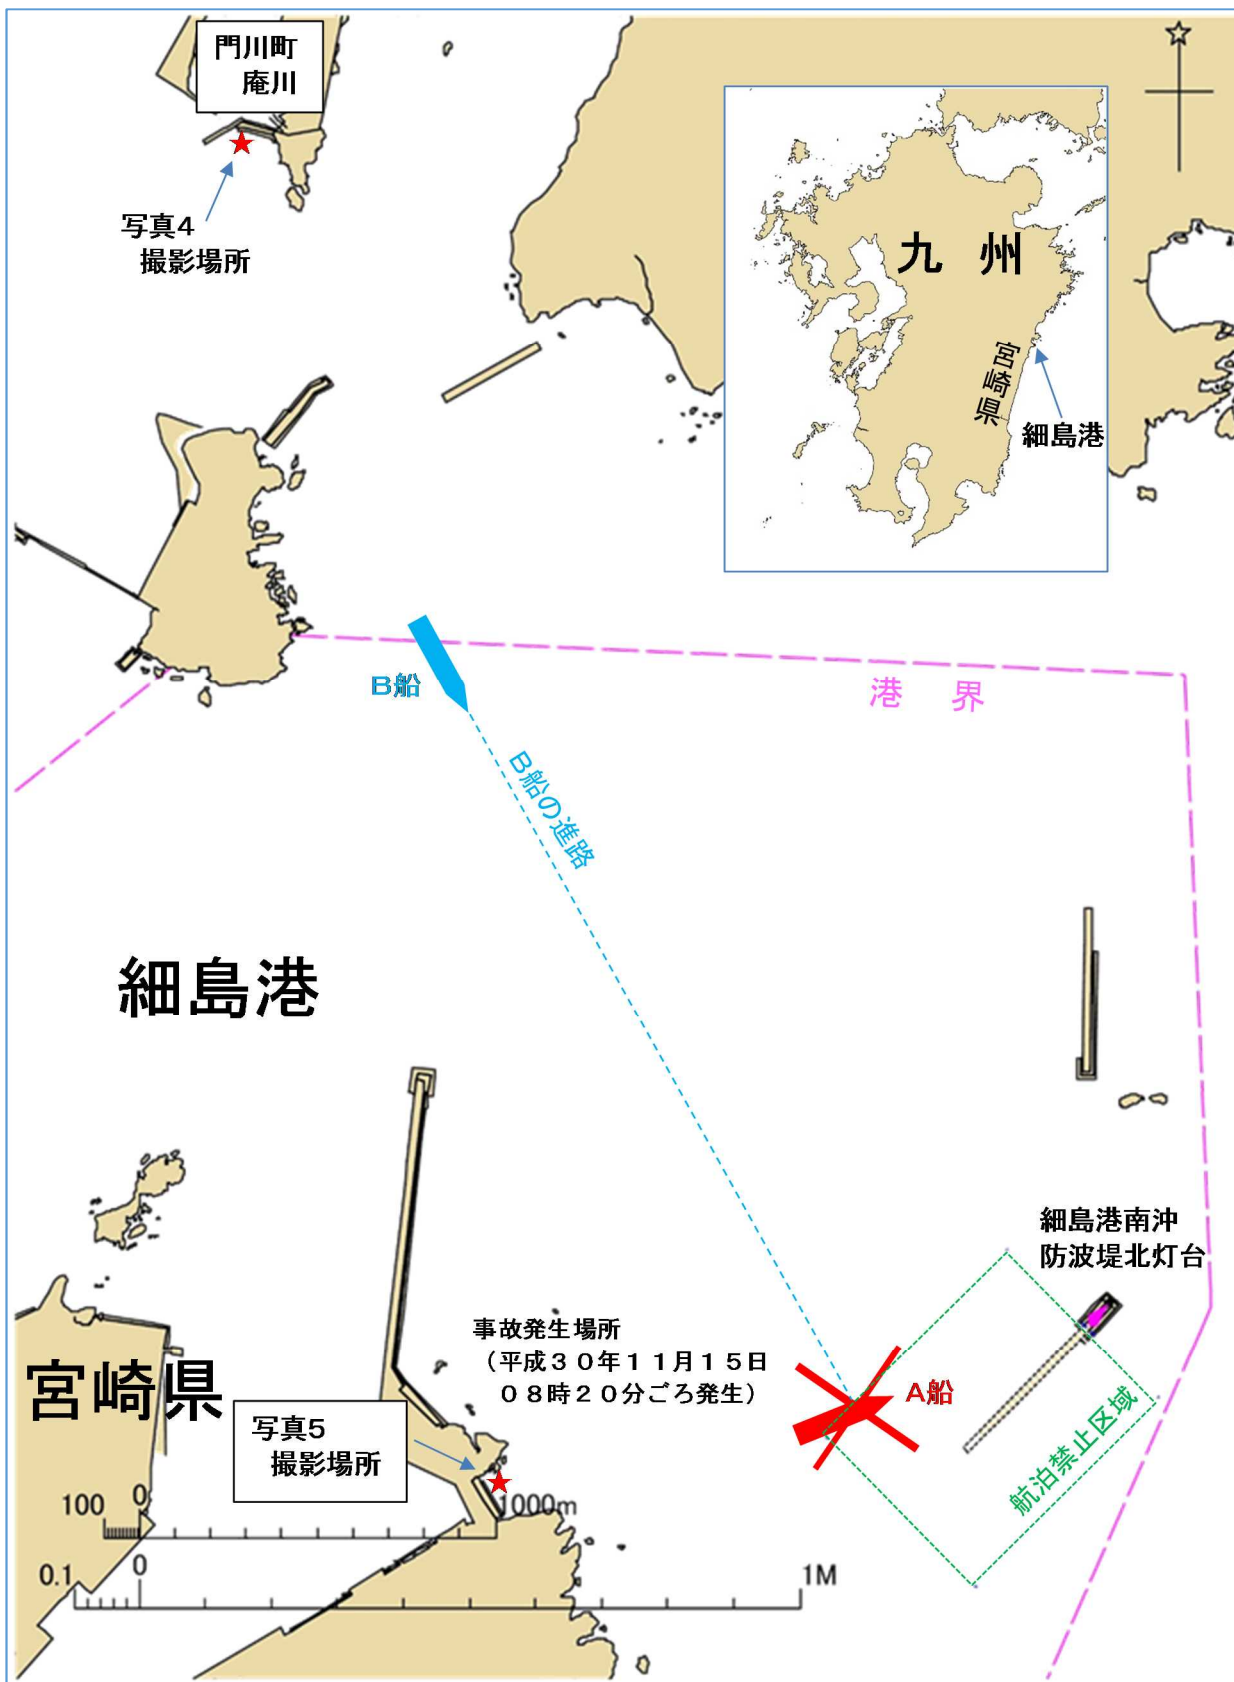 門川町
庵川
写真4
撮影場所
九 州
宮崎県
細島港
B船
港 界
B船の進路
細島港
細島港南沖
防波堤北灯台
事故発生場所
（平成３０年１１月１５日
０８時２０分ごろ発生）
A船
宮崎県
写真5
撮影場所
航泊禁止区域
100 0 1000m
0.1 0 1M